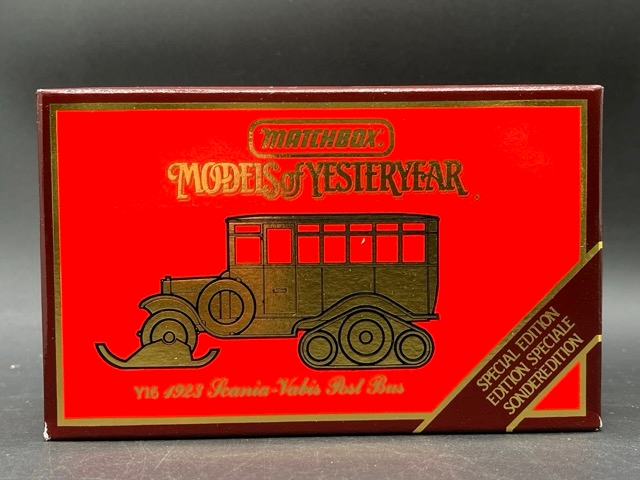 MATCHBOX
MODELS of YESTERYEAR
Y16 1923 Scania-Vabis Post Bus
SPECIAL EDITION
EDITION SPECIALE
SONDEREDITION